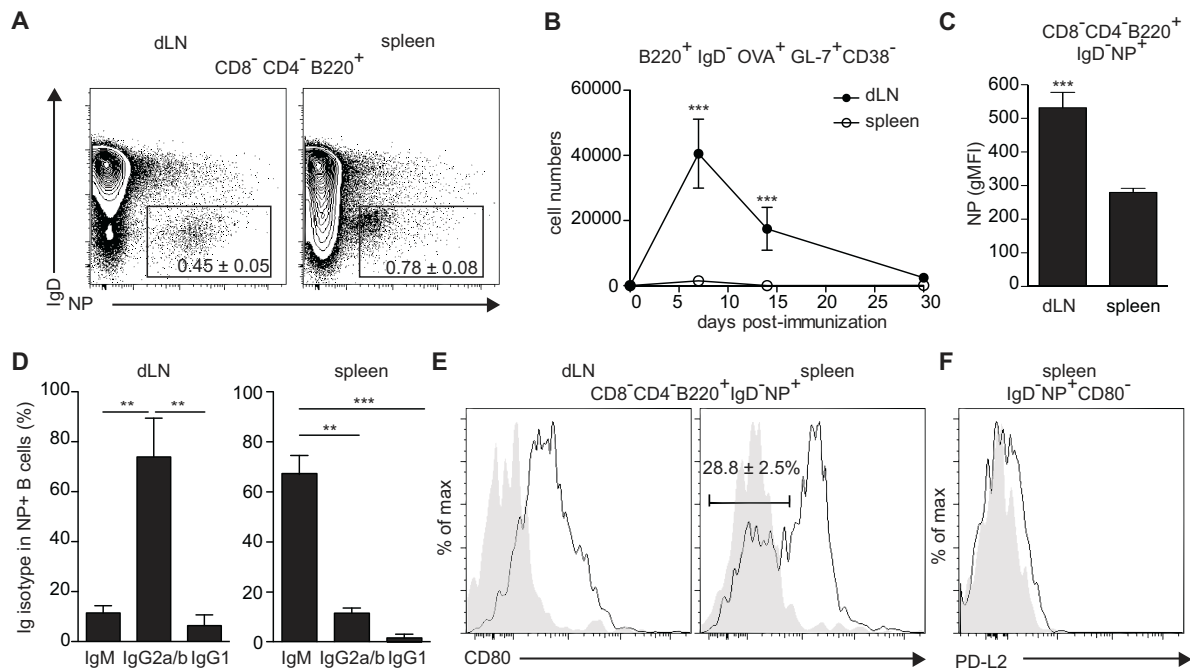 A
dLN
spleen
CD8⁻ CD4⁻ B220⁺
0.45 ± 0.05
0.78 ± 0.08
IgD
NP
B
B220⁺ IgD⁻ OVA⁺ GL-7⁺CD38⁻
dLN
spleen
60000
40000
20000
0
cell numbers
***
***
0 5 10 15 20 25 30
days post-immunization
C
CD8⁻CD4⁻B220⁺
IgD⁻NP⁺
600
500
400
300
200
100
0
NP (gMFI)
***
dLN spleen
D
dLN
spleen
100
80
60
40
20
0
Ig isotype in NP+ B cells (%)
** **
IgM IgG2a/b IgG1
100
80
60
40
20
0
***
**
IgM IgG2a/b IgG1
E
dLN
spleen
CD8⁻CD4⁻B220⁺IgD⁻NP⁺
% of max
28.8 ± 2.5%
CD80
F
spleen
IgD⁻NP⁺CD80⁻
% of max
PD-L2